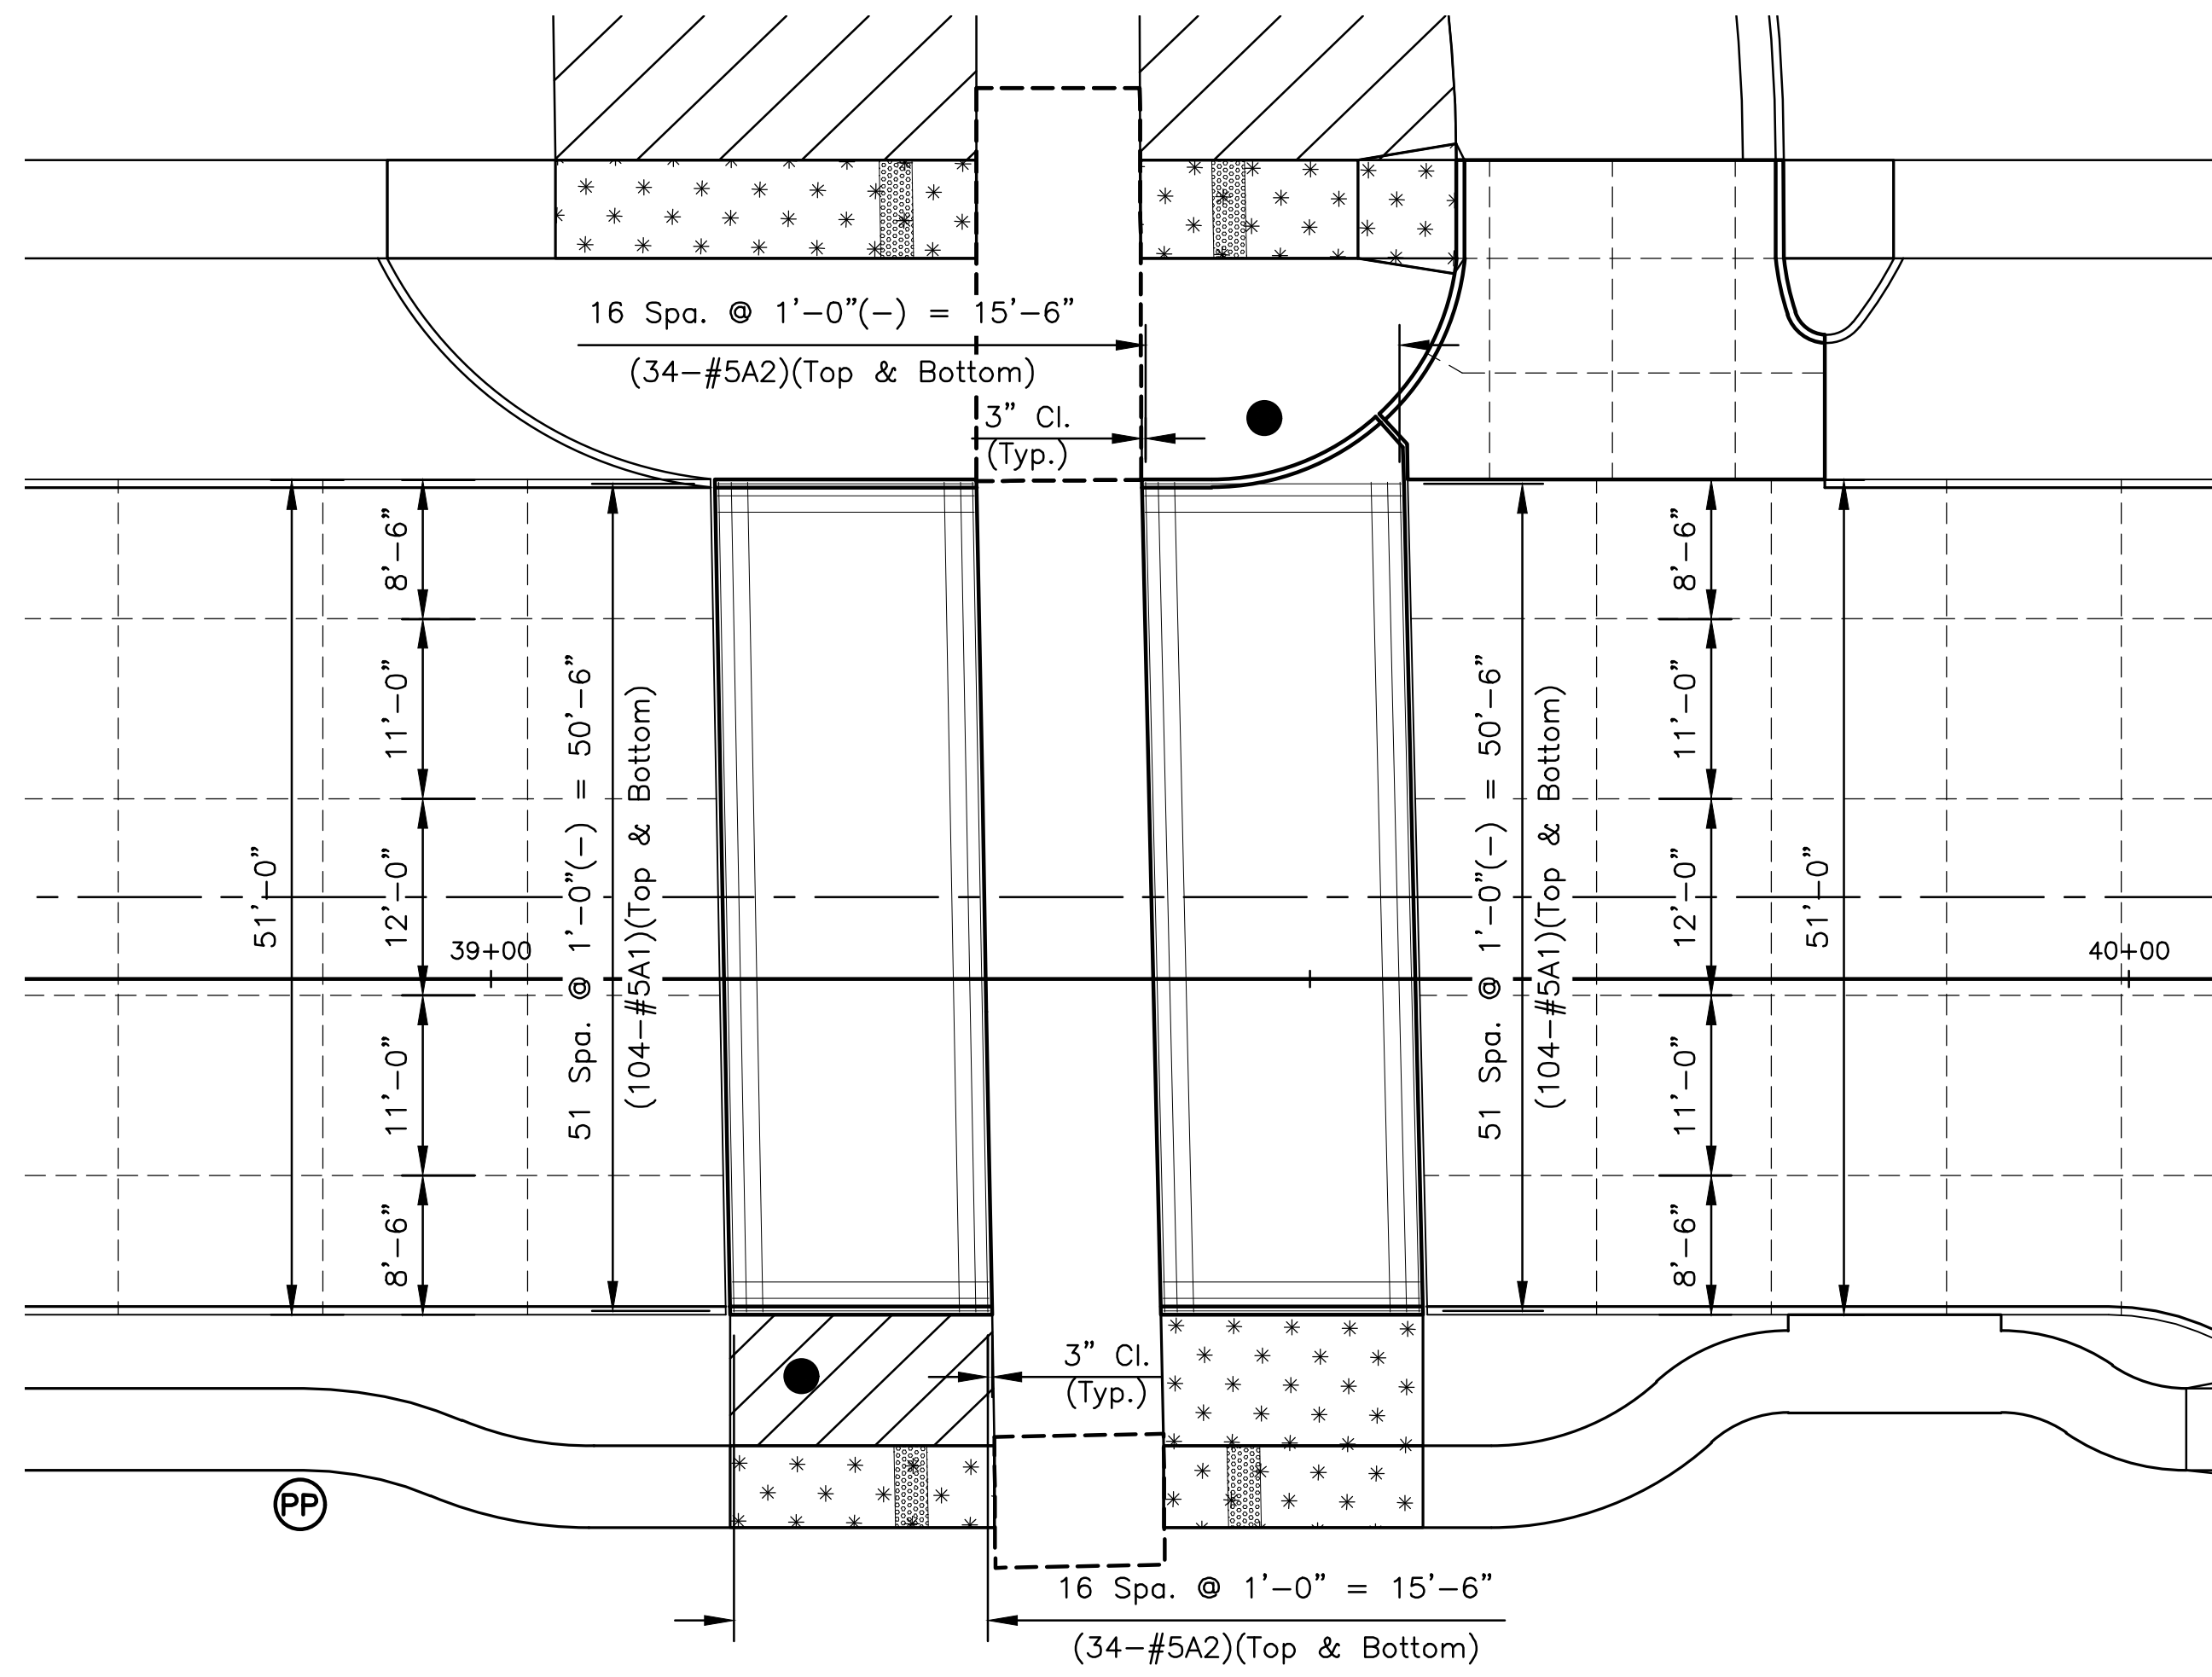 16 Spa. @ 1'-0"(-) = 15'-6"
(34-#5A2)(Top & Bottom)
3" Cl.
(Typ.)
8'-6"
11'-0"
12'-0"
11'-0"
8'-6"
51'-0"
39+00
51 Spa. @ 1'-0"(-) = 50'-6"
(104-#5A1)(Top & Bottom)
51 Spa. @ 1'-0"(-) = 50'-6"
(104-#5A1)(Top & Bottom)
8'-6"
11'-0"
12'-0"
11'-0"
8'-6"
51'-0"
40+00
3" Cl.
(Typ.)
PP
16 Spa. @ 1'-0" = 15'-6"
(34-#5A2)(Top & Bottom)